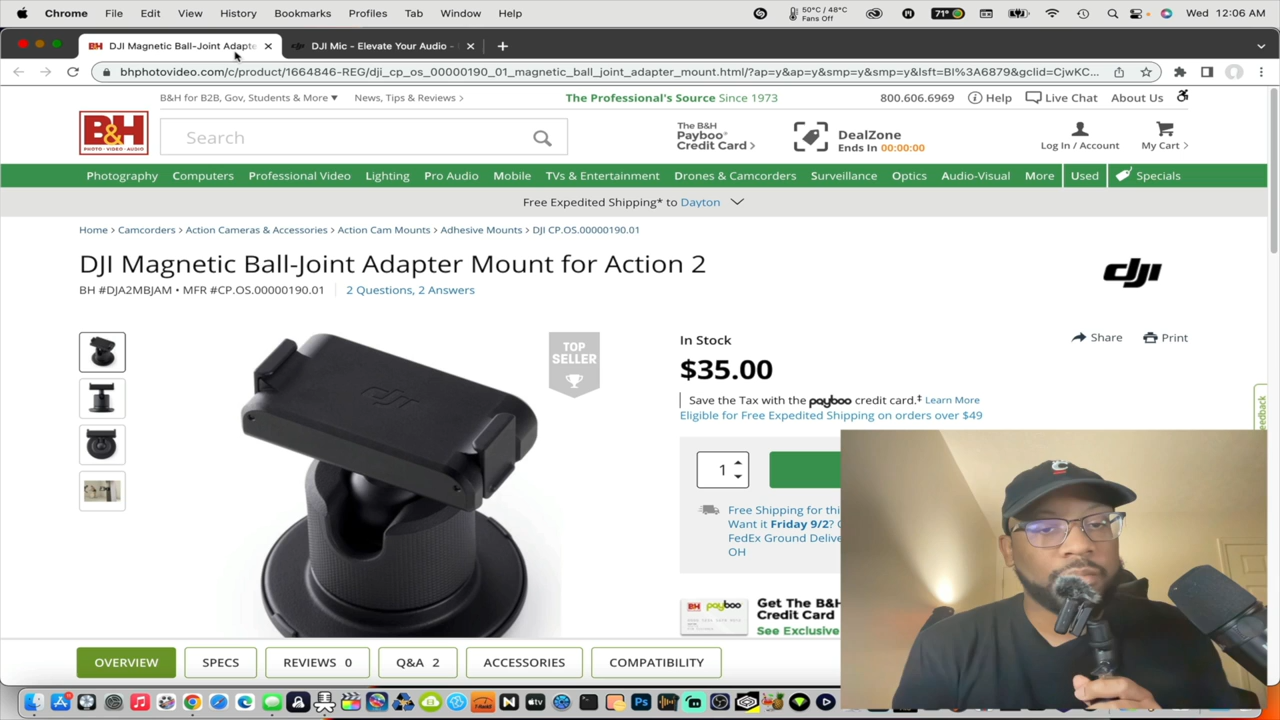 Chrome File Edit View History Bookmarks Profiles Tab Window Help 50°C / 48°C Fans Off 71° Wed 12:06 AM
DJI Magnetic Ball-Joint Adapte DJI Mic - Elevate Your Audio -
bhphotovideo.com/c/product/1664846-REG/dji_cp_os_00000190_01_magnetic_ball_joint_adapter_mount.html/?ap=y&ap=y&smp=y&smp=y&lsft=BI%3A6879&gclid=CjwKC...
B&H for B2B, Gov, Students & More News, Tips & Reviews The Professional's Source Since 1973 800.606.6969 Help Live Chat About Us
B&H
PHOTO · VIDEO · AUDIO
Search
The B&H
Payboo®
Credit Card
DealZone
Ends In 00:00:00
Log In / Account
My Cart
Photography Computers Professional Video Lighting Pro Audio Mobile TVs & Entertainment Drones & Camcorders Surveillance Optics Audio-Visual More Used Specials
Free Expedited Shipping* to Dayton
Home › Camcorders › Action Cameras & Accessories › Action Cam Mounts › Adhesive Mounts › DJI CP.OS.00000190.01
DJI Magnetic Ball-Joint Adapter Mount for Action 2
BH #DJA2MBJAM • MFR #CP.OS.00000190.01 2 Questions, 2 Answers
dji
TOP
SELLER
dji
In Stock
Share
Print
$35.00
Save the Tax with the payboo credit card.‡ Learn More
Eligible for Free Expedited Shipping on orders over $49
1
Free Shipping for thi
Want it Friday 9/2?
FedEx Ground Delive
OH
feedback
B&H payboo
Get The B&H
Credit Card
See Exclusive
OVERVIEW SPECS REVIEWS 0 Q&A 2 ACCESSORIES COMPATIBILITY